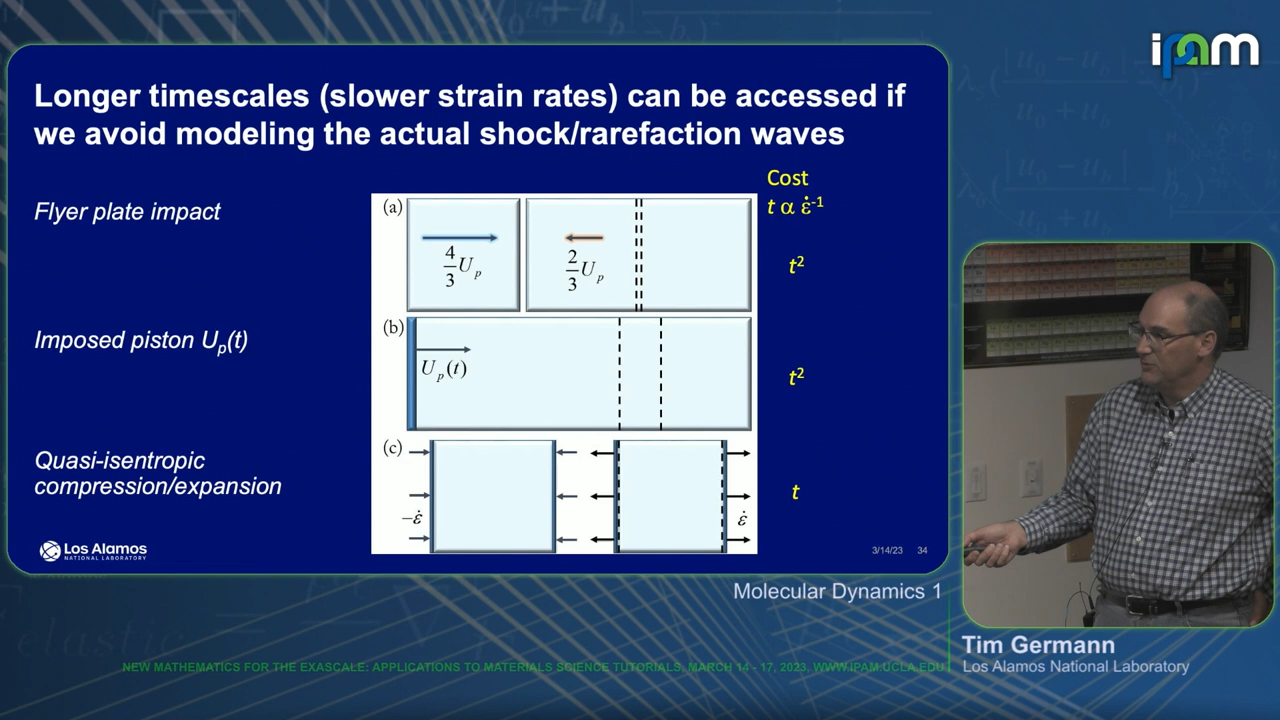 ipam
Longer timescales (slower strain rates) can be accessed if
we avoid modeling the actual shock/rarefaction waves
Cost
t α ε̇⁻¹
Flyer plate impact
(a)
4/3 U_p
2/3 U_p
t²
Imposed piston U_p(t)
(b)
U_p(t)
t²
Quasi-isentropic
compression/expansion
(c)
−ε̇
ε̇
t
Los Alamos
NATIONAL LABORATORY
3/14/23 34
Molecular Dynamics 1
Tim Germann
Los Alamos National Laboratory
NEW MATHEMATICS FOR THE EXASCALE: APPLICATIONS TO MATERIALS SCIENCE TUTORIALS, MARCH 14 - 17, 2023, WWW.IPAM.UCLA.EDU